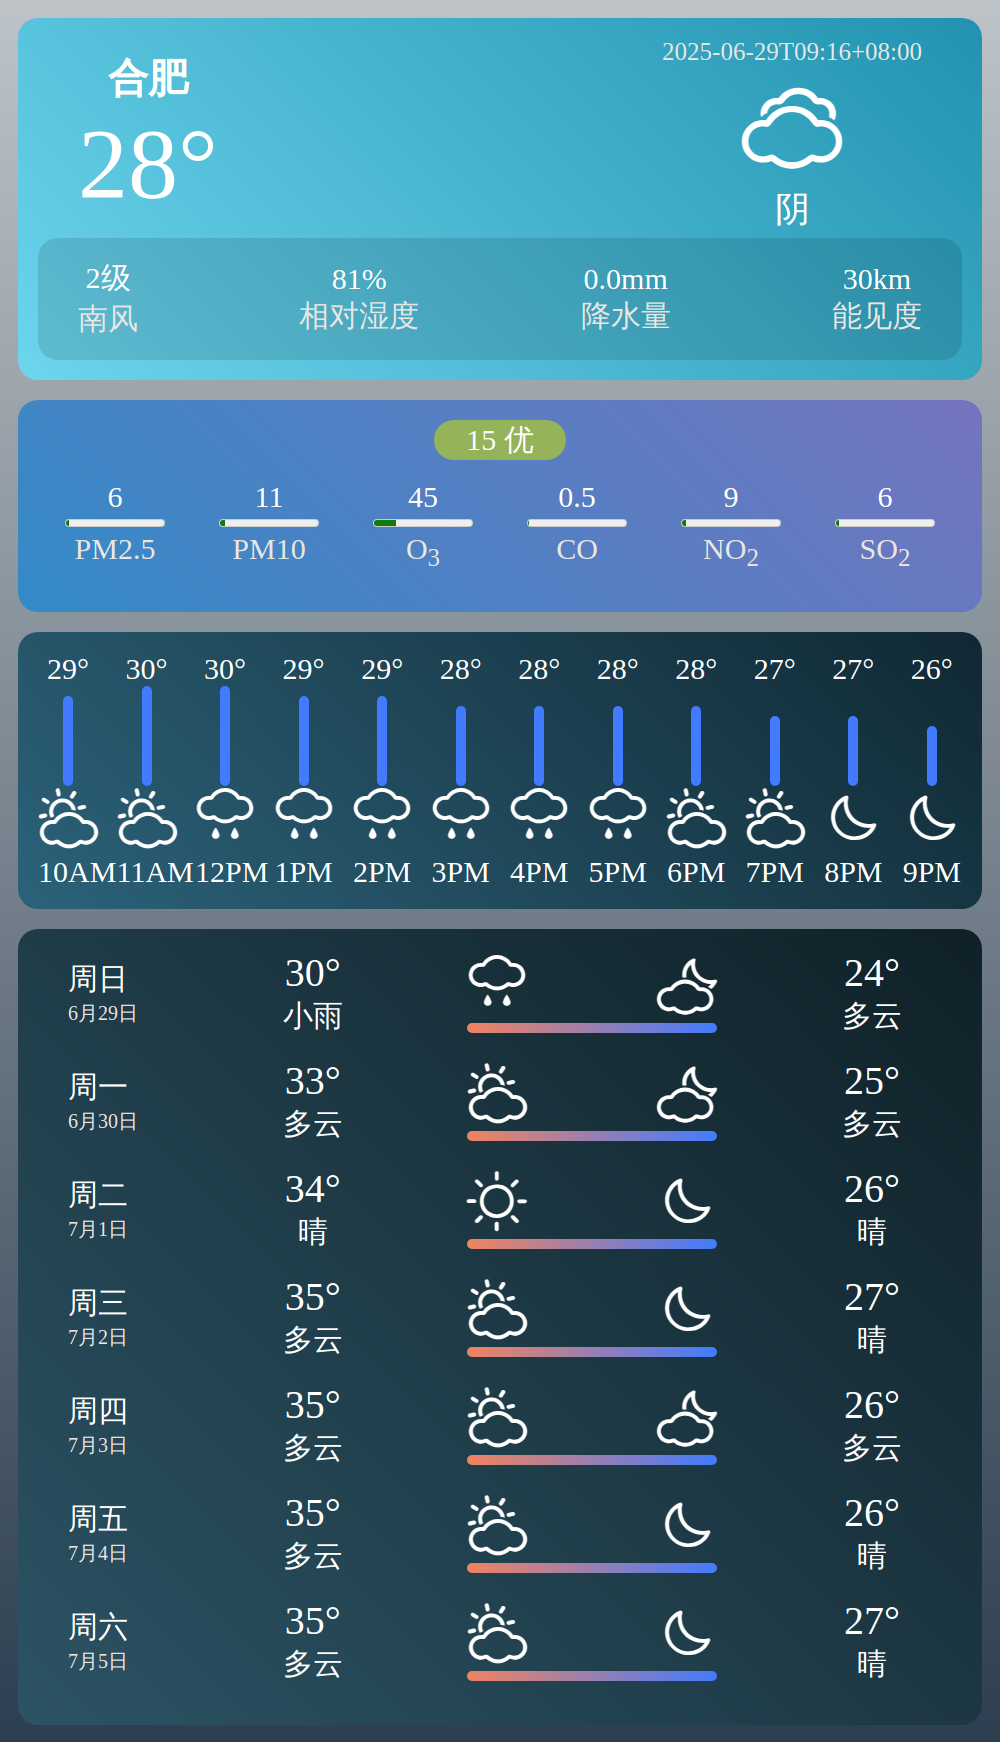 合肥
2025-06-29T09:16+08:00
28°
阴
2级 81% 0.0mm 30km
南风 相对湿度 降水量 能见度
15 优
6 11 45 0.5 9 6
PM2.5 PM10 O3 CO NO2 SO2
29° 30° 30° 29° 29° 28° 28° 28° 28° 27° 27° 26°
10AM 11AM 12PM 1PM 2PM 3PM 4PM 5PM 6PM 7PM 8PM 9PM
周日 30° 24°
6月29日 小雨 多云
周一 33° 25°
6月30日 多云 多云
周二 34° 26°
7月1日 晴 晴
周三 35° 27°
7月2日 多云 晴
周四 35° 26°
7月3日 多云 多云
周五 35° 26°
7月4日 多云 晴
周六 35° 27°
7月5日 多云 晴